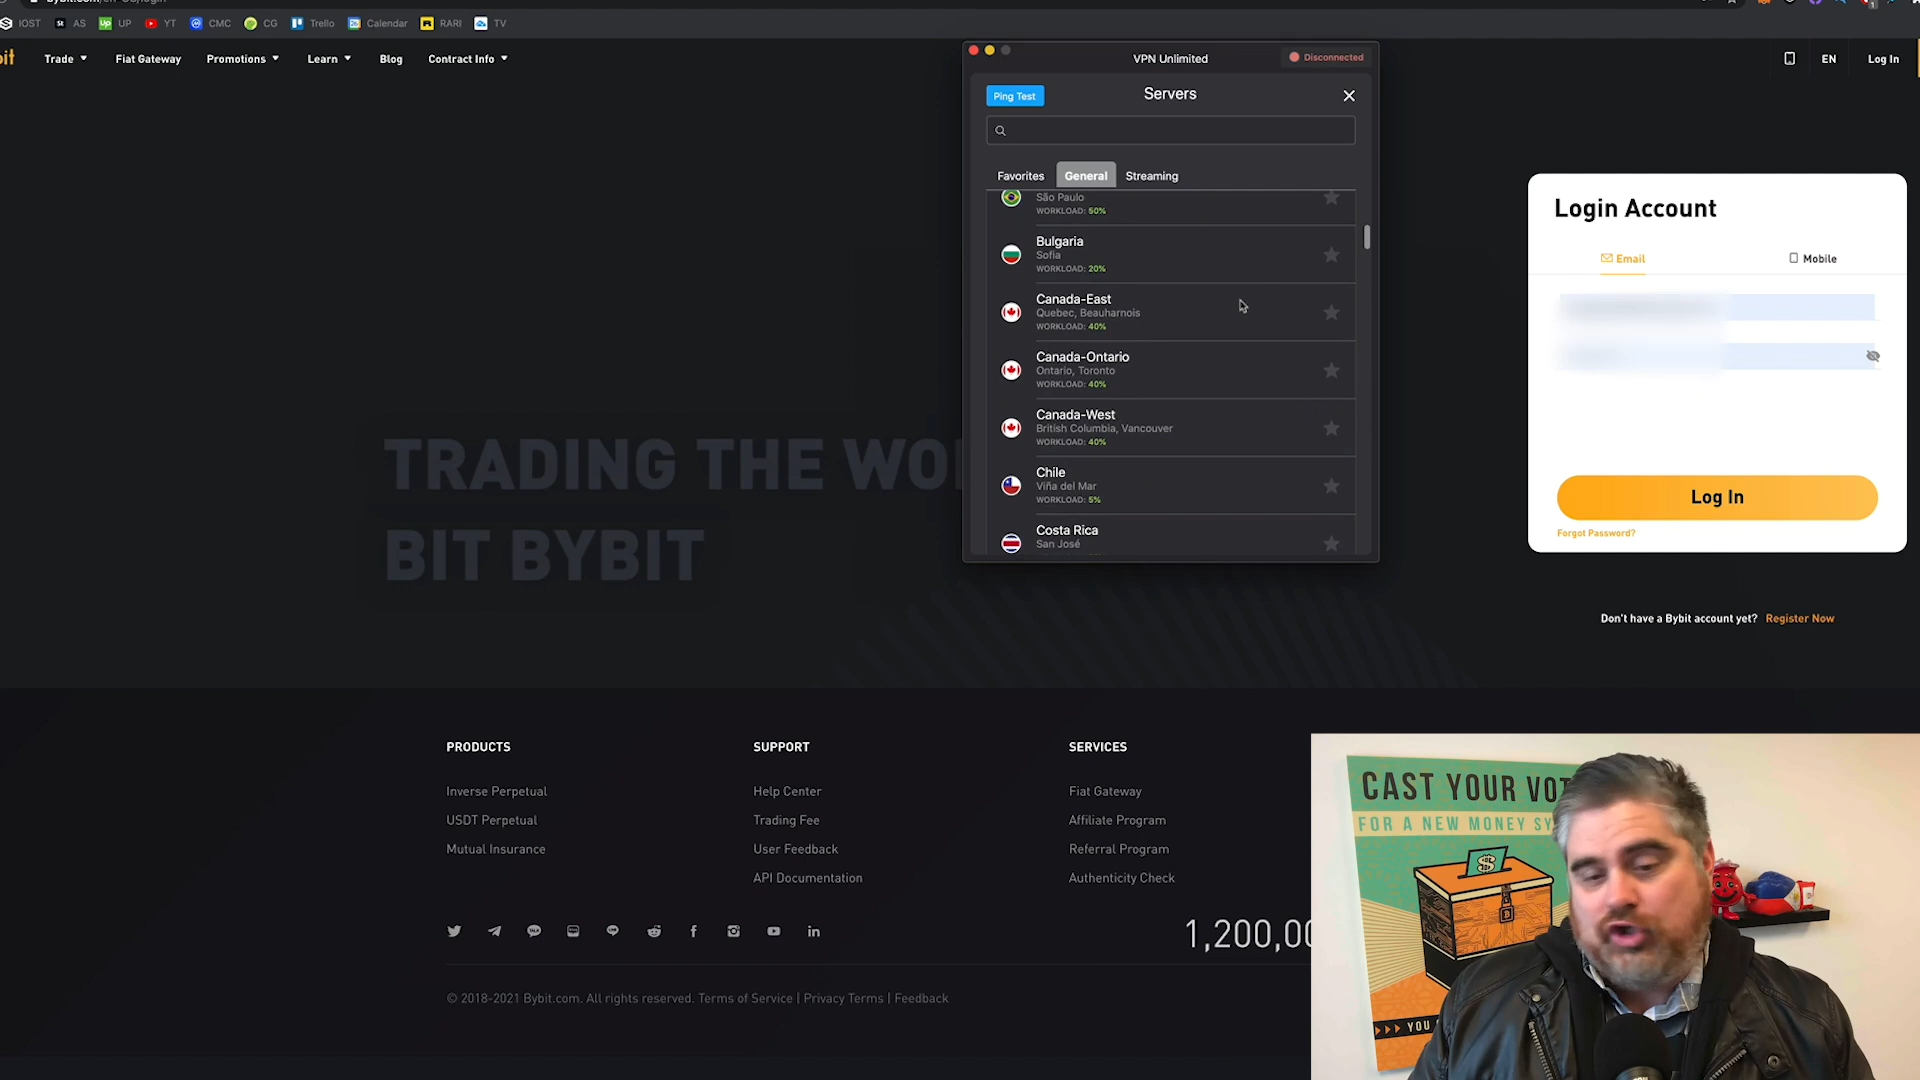 IOST AS UP YT CMC CG Trello Calendar RARI TV
Trade Fiat Gateway Promotions Learn Blog Contract Info
EN Log In
VPN Unlimited Disconnected
Ping Test Servers
Favorites General Streaming
São Paulo
WORKLOAD: 50%
Bulgaria
Sofia
WORKLOAD: 20%
Canada-East
Quebec, Beauharnois
WORKLOAD: 40%
Canada-Ontario
Ontario, Toronto
WORKLOAD: 40%
Canada-West
British Columbia, Vancouver
WORKLOAD: 40%
Chile
Viña del Mar
WORKLOAD: 5%
Costa Rica
San José
TRADING THE WO
BIT BYBIT
Login Account
Email Mobile
Log In
Forgot Password?
Don't have a Bybit account yet? Register Now
PRODUCTS
Inverse Perpetual
USDT Perpetual
Mutual Insurance
SUPPORT
Help Center
Trading Fee
User Feedback
API Documentation
SERVICES
Fiat Gateway
Affiliate Program
Referral Program
Authenticity Check
1,200,00
© 2018-2021 Bybit.com. All rights reserved. Terms of Service | Privacy Terms | Feedback
CAST YOUR VOT
FOR A NEW MONEY SY
YOU